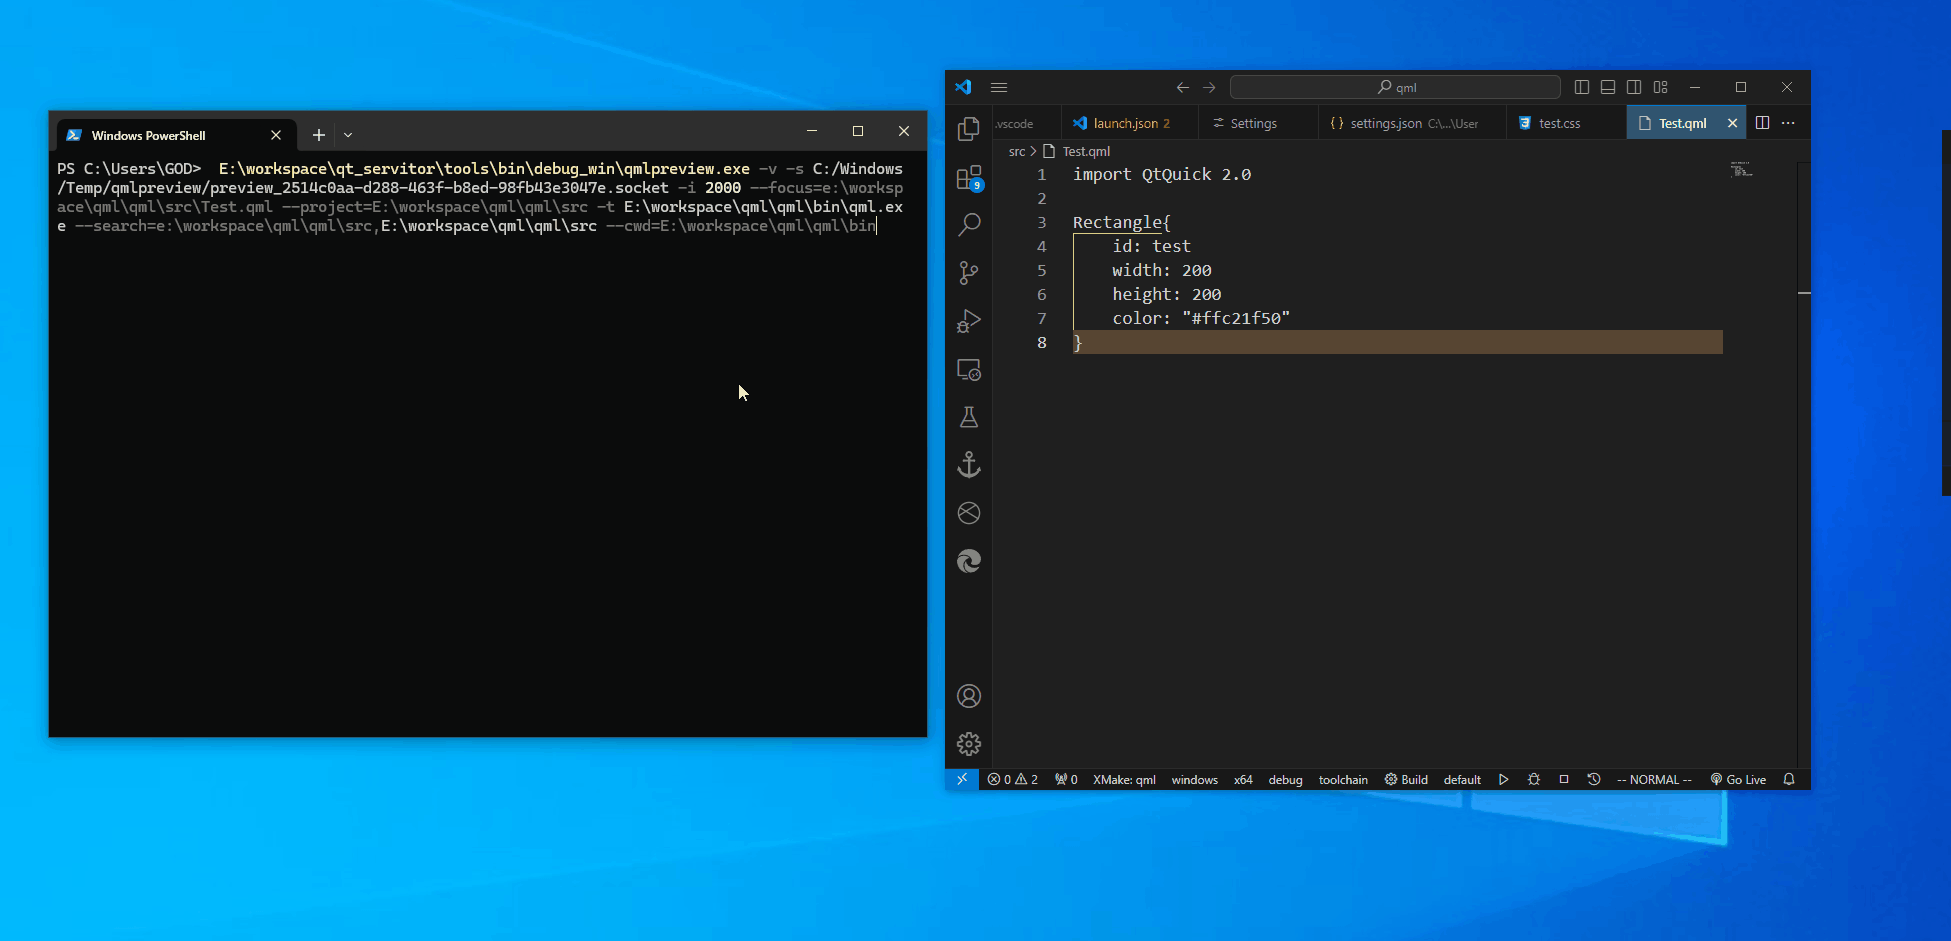 Windows PowerShell
PS C:\Users\GOD>  E:\workspace\qt_servitor\tools\bin\debug_win\qmlpreview.exe -v -s C:/Windows
/Temp/qmlpreview/preview_2514c0aa-d288-463f-b8ed-98fb43e3047e.socket -i 2000 --focus=e:\worksp
ace\qml\qml\src\Test.qml --project=E:\workspace\qml\qml\src -t E:\workspace\qml\qml\bin\qml.ex
e --search=e:\workspace\qml\qml\src,E:\workspace\qml\qml\src --cwd=E:\workspace\qml\qml\bin
qml
.vscode
launch.json 2
Settings
{ } settings.json C:\...\User
test.css
Test.qml
src > Test.qml
1 import QtQuick 2.0
2
3 Rectangle{
4 id: test
5 width: 200
6 height: 200
7 color: "#ffc21f50"
8 }
9
0 2 0 XMake: qml windows x64 debug toolchain Build default -- NORMAL -- Go Live